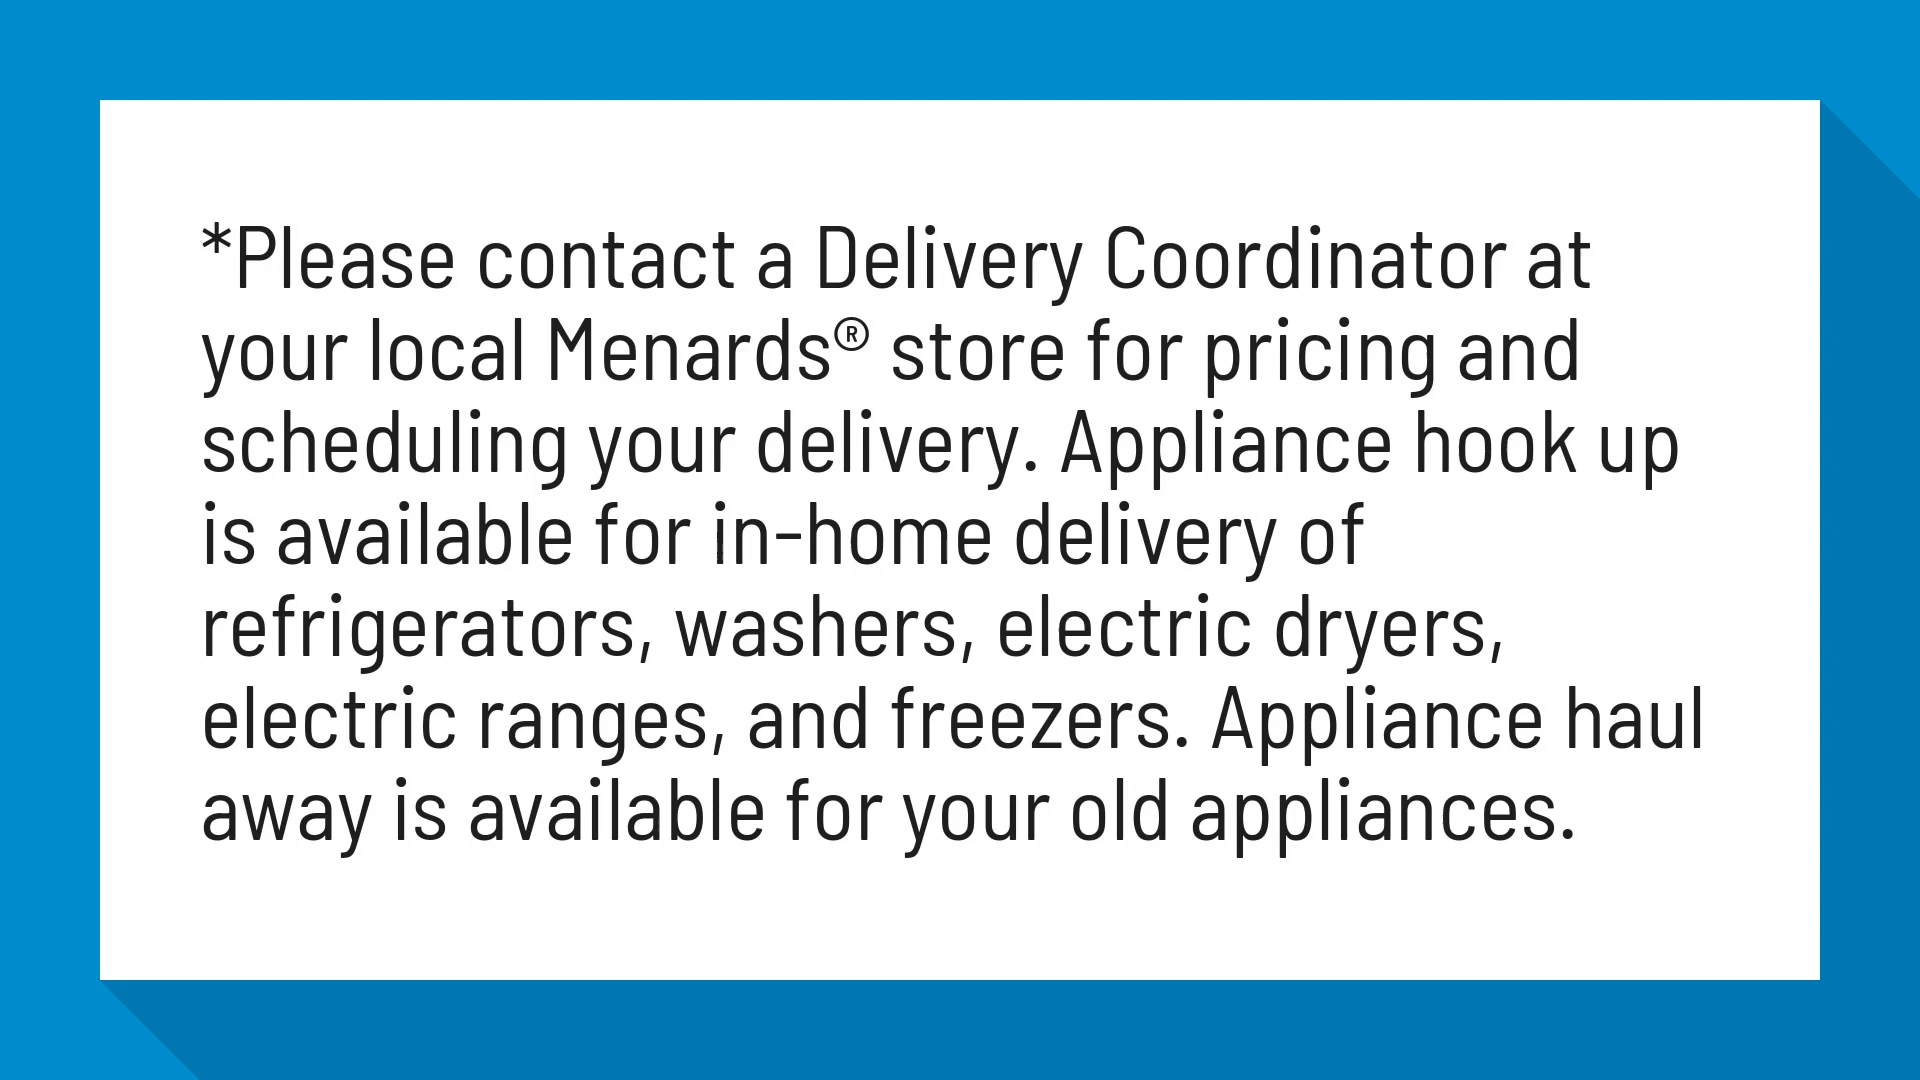 *Please contact a Delivery Coordinator at
your local Menards® store for pricing and
scheduling your delivery. Appliance hook up
is available for in-home delivery of
refrigerators, washers, electric dryers,
electric ranges, and freezers. Appliance haul
away is available for your old appliances.